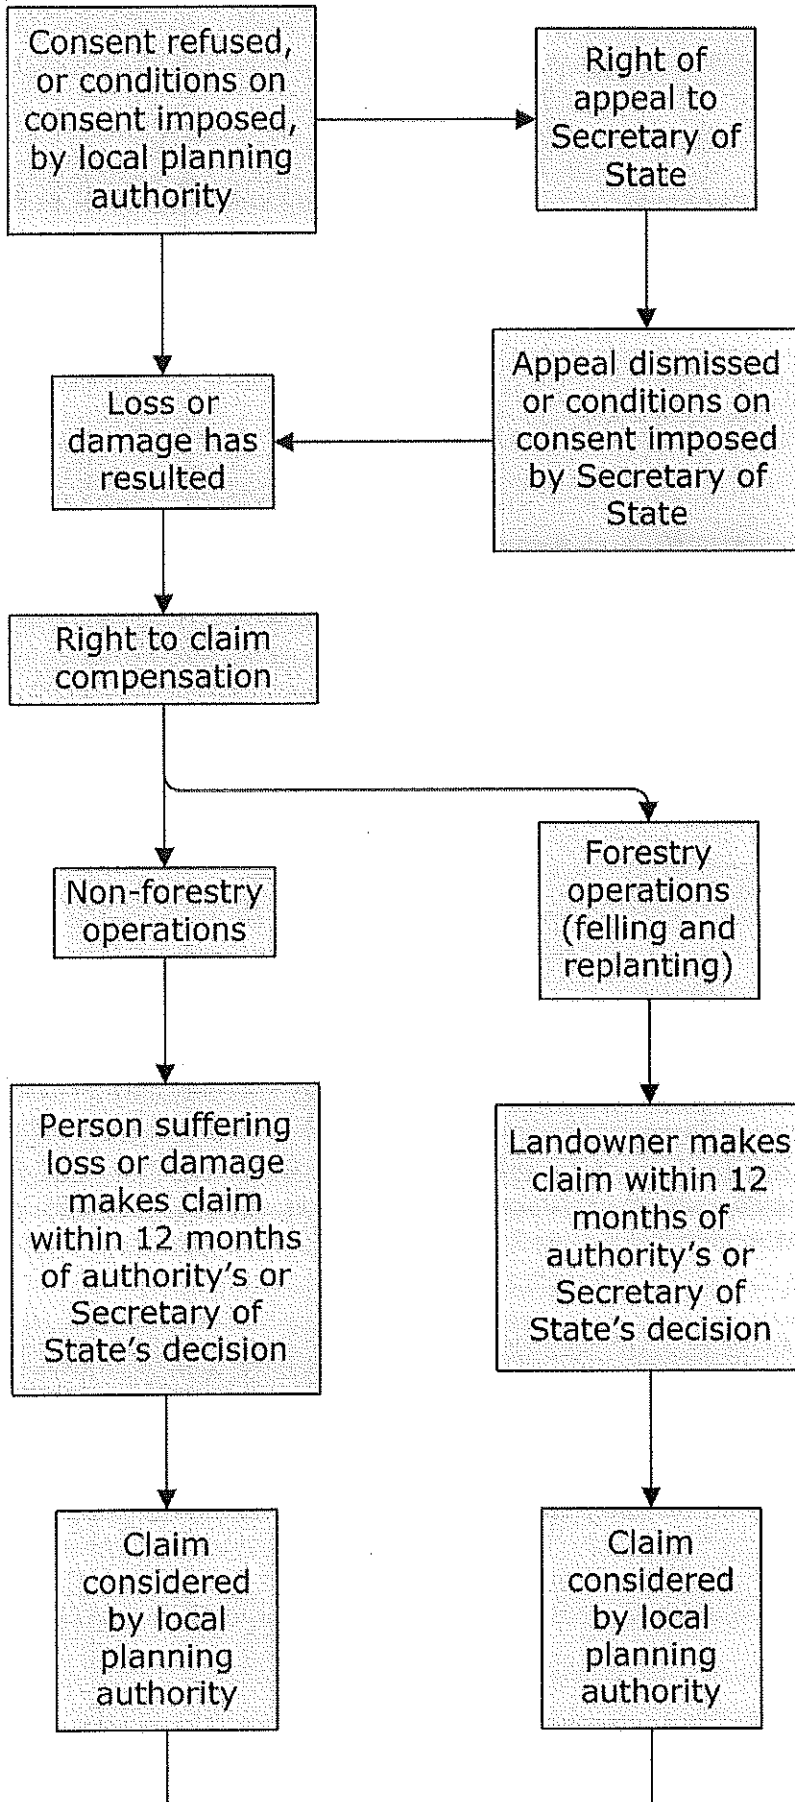 Consent refused,
or conditions on
consent imposed,
by local planning
authority
Right of
appeal to
Secretary of
State
Loss or
damage has
resulted
Appeal dismissed
or conditions on
consent imposed
by Secretary of
State
Right to claim
compensation
Non-forestry
operations
Forestry
operations
(felling and
replanting)
Person suffering
loss or damage
makes claim
within 12 months
of authority's or
Secretary of
State's decision
Landowner makes
claim within 12
months of
authority's or
Secretary of
State's decision
Claim
considered
by local
planning
authority
Claim
considered
by local
planning
authority